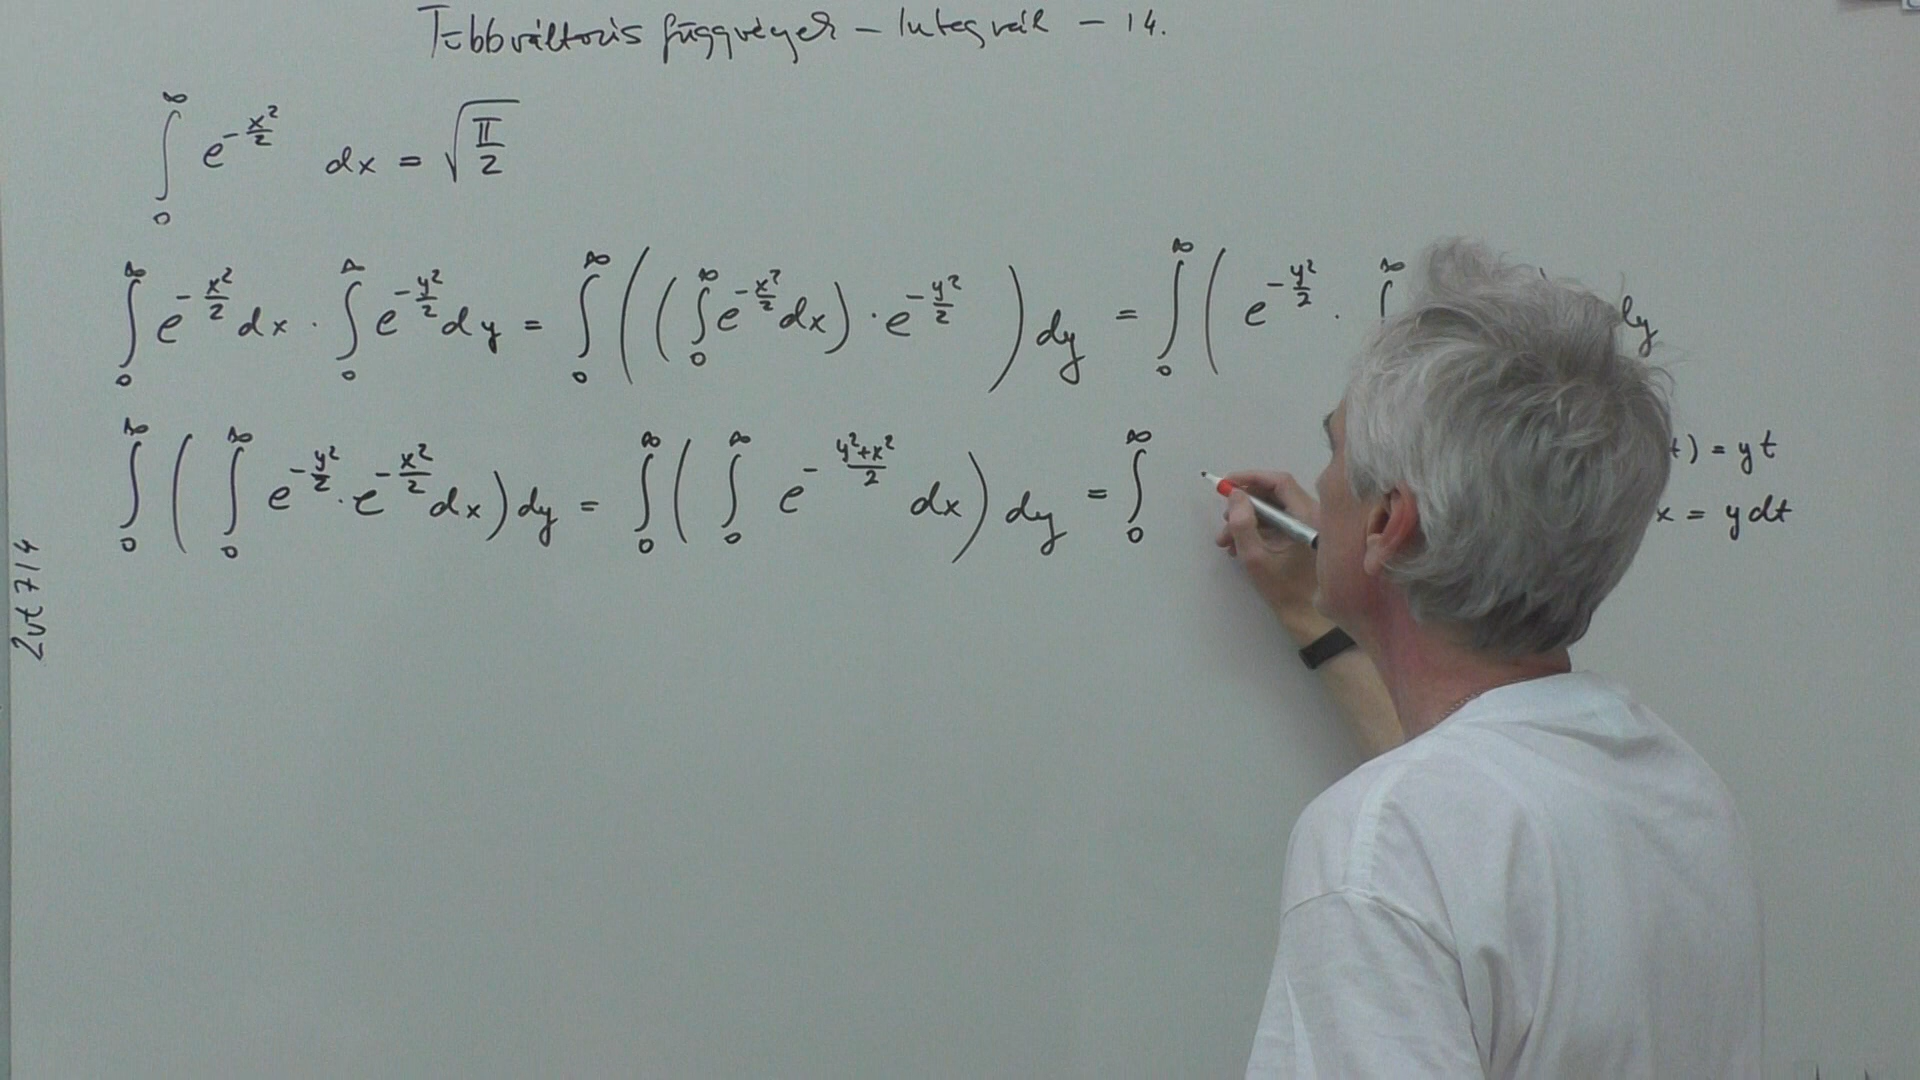 Többváltozós függvények – Integrál – 14.
∫₀^∞ e^(-x²/2) dx = √(π/2)
∫₀^∞ e^(-x²/2) dx · ∫₀^∞ e^(-y²/2) dy = ∫₀^∞ ( ( ∫₀^∞ e^(-x²/2) dx ) · e^(-y²/2) ) dy = ∫₀^∞ ( e^(-y²/2) · ∫^∞ dy
∫₀^∞ ( ∫₀^∞ e^(-y²/2) · e^(-x²/2) dx ) dy = ∫₀^∞ ( ∫₀^∞ e^(-(y²+x²)/2) dx ) dy = ∫₀^∞
t) = yt
x = y dt
2vt714